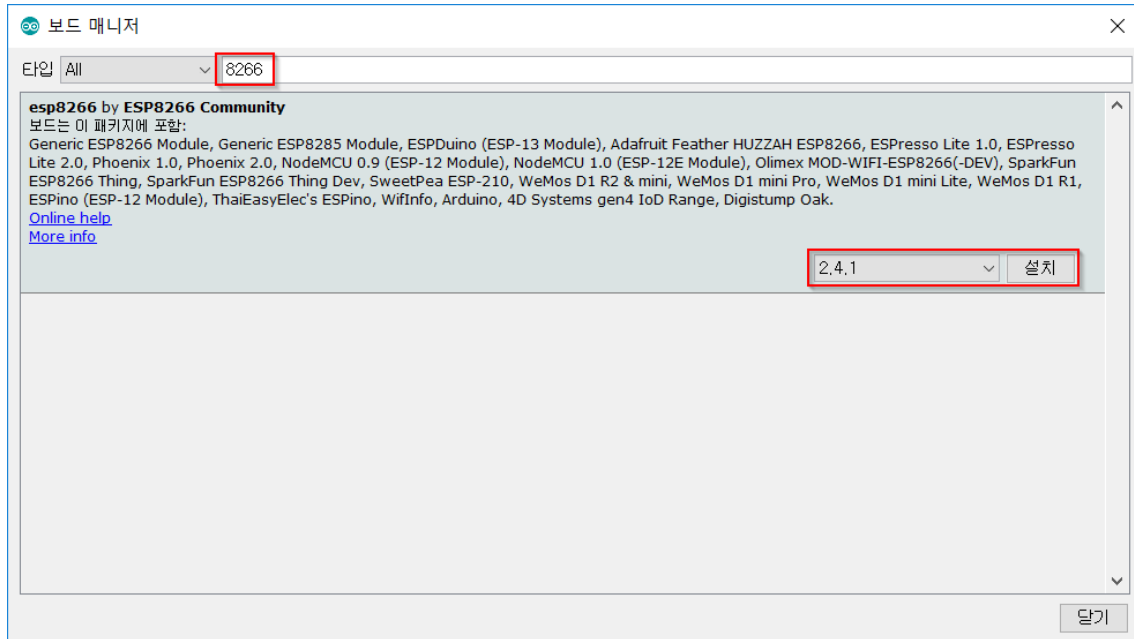 보드 매니저
타입 All 8266
esp8266 by ESP8266 Community
보드는 이 패키지에 포함:
Generic ESP8266 Module, Generic ESP8285 Module, ESPDuino (ESP-13 Module), Adafruit Feather HUZZAH ESP8266, ESPresso Lite 1.0, ESPresso
Lite 2.0, Phoenix 1.0, Phoenix 2.0, NodeMCU 0.9 (ESP-12 Module), NodeMCU 1.0 (ESP-12E Module), Olimex MOD-WIFI-ESP8266(-DEV), SparkFun
ESP8266 Thing, SparkFun ESP8266 Thing Dev, SweetPea ESP-210, WeMos D1 R2 & mini, WeMos D1 mini Pro, WeMos D1 mini Lite, WeMos D1 R1,
ESPino (ESP-12 Module), ThaiEasyElec's ESPino, WifInfo, Arduino, 4D Systems gen4 IoD Range, Digistump Oak.
Online help
More info
2.4.1 설치
닫기